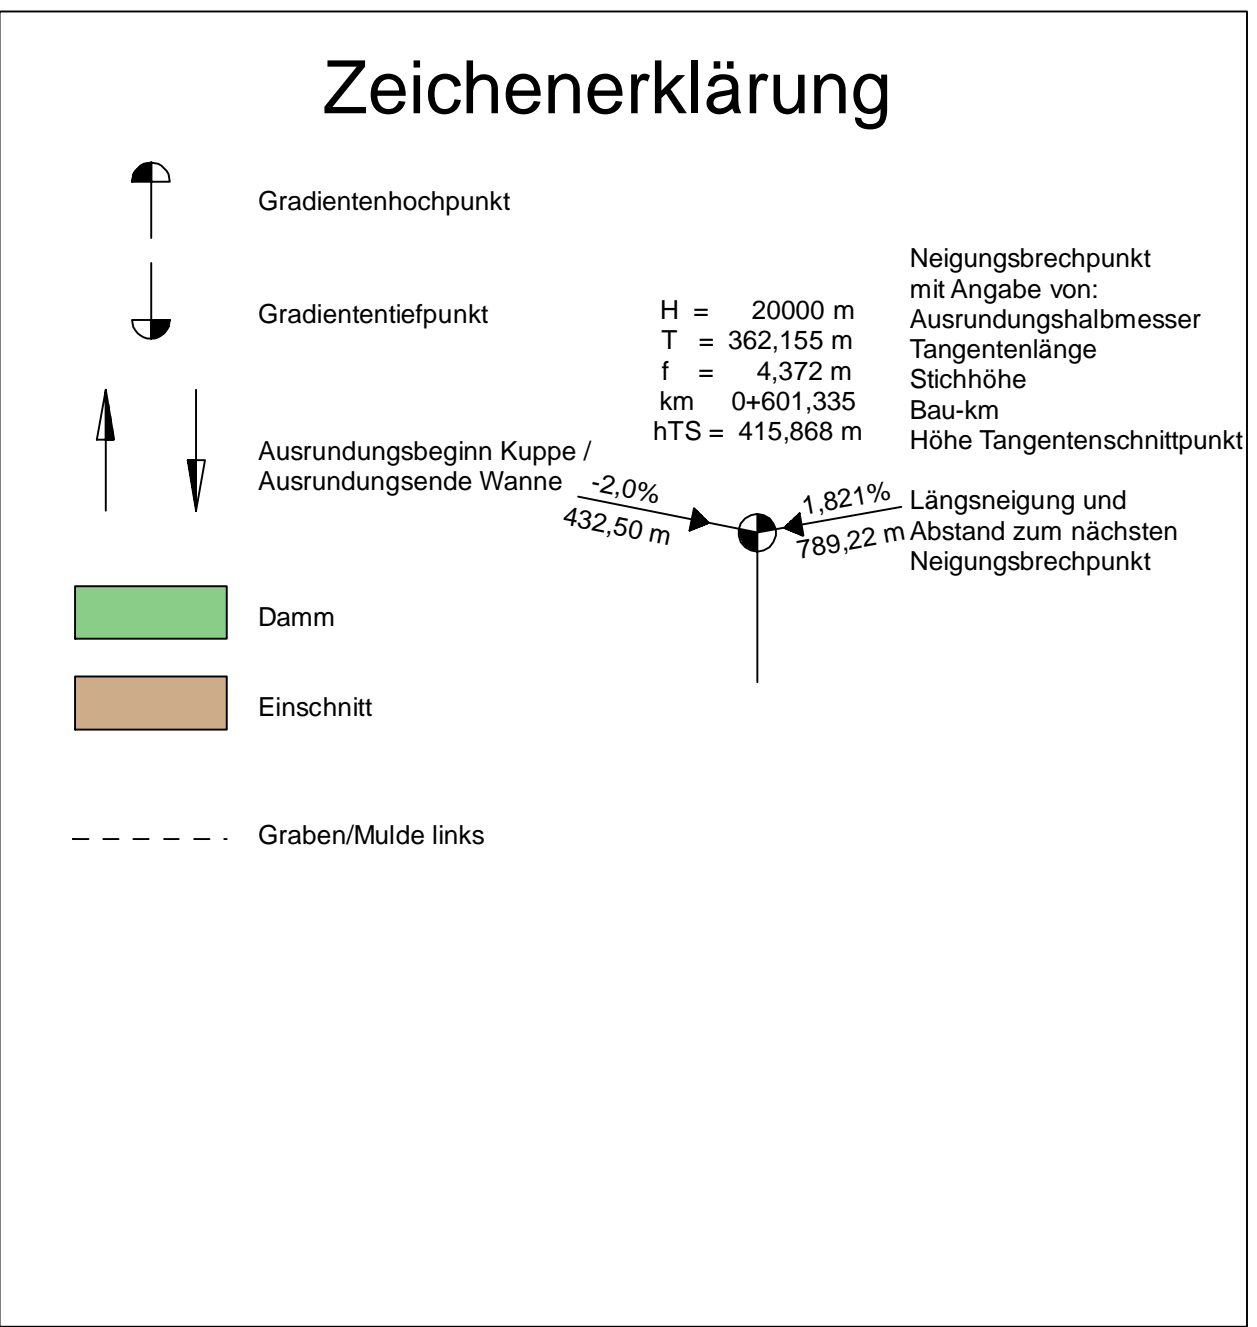 Zeichenerklärung
Gradientenhochpunkt
Gradiententiefpunkt
Ausrundungsbeginn Kuppe /
Ausrundungsende Wanne
Damm
Einschnitt
Graben/Mulde links
H = 20000 m
T = 362,155 m
f = 4,372 m
km 0+601,335
hTS = 415,868 m
-2,0%
432,50 m
1,821%
789,22 m
Neigungsbrechpunkt
mit Angabe von:
Ausrundungshalbmesser
Tangentenlänge
Stichhöhe
Bau-km
Höhe Tangentenschnittpunkt
Längsneigung und
Abstand zum nächsten
Neigungsbrechpunkt